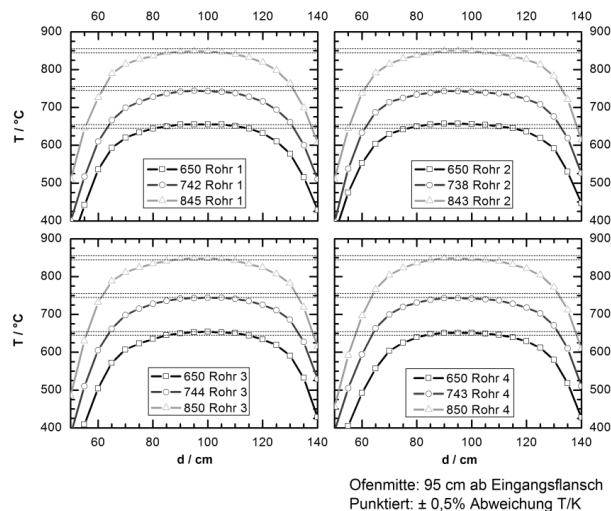 60 80 100 120 140
60 80 100 120 140
900
800
700
600
500
400
T / °C
650 Rohr 1
742 Rohr 1
845 Rohr 1
650 Rohr 2
738 Rohr 2
843 Rohr 2
900
800
700
600
500
400
900
800
700
600
500
400
T / °C
650 Rohr 3
744 Rohr 3
850 Rohr 3
650 Rohr 4
743 Rohr 4
850 Rohr 4
900
800
700
600
500
400
60 80 100 120 140
60 80 100 120 140
d / cm
d / cm
Ofenmitte: 95 cm ab Eingangsflansch
Punktiert: ± 0,5% Abweichung T/K